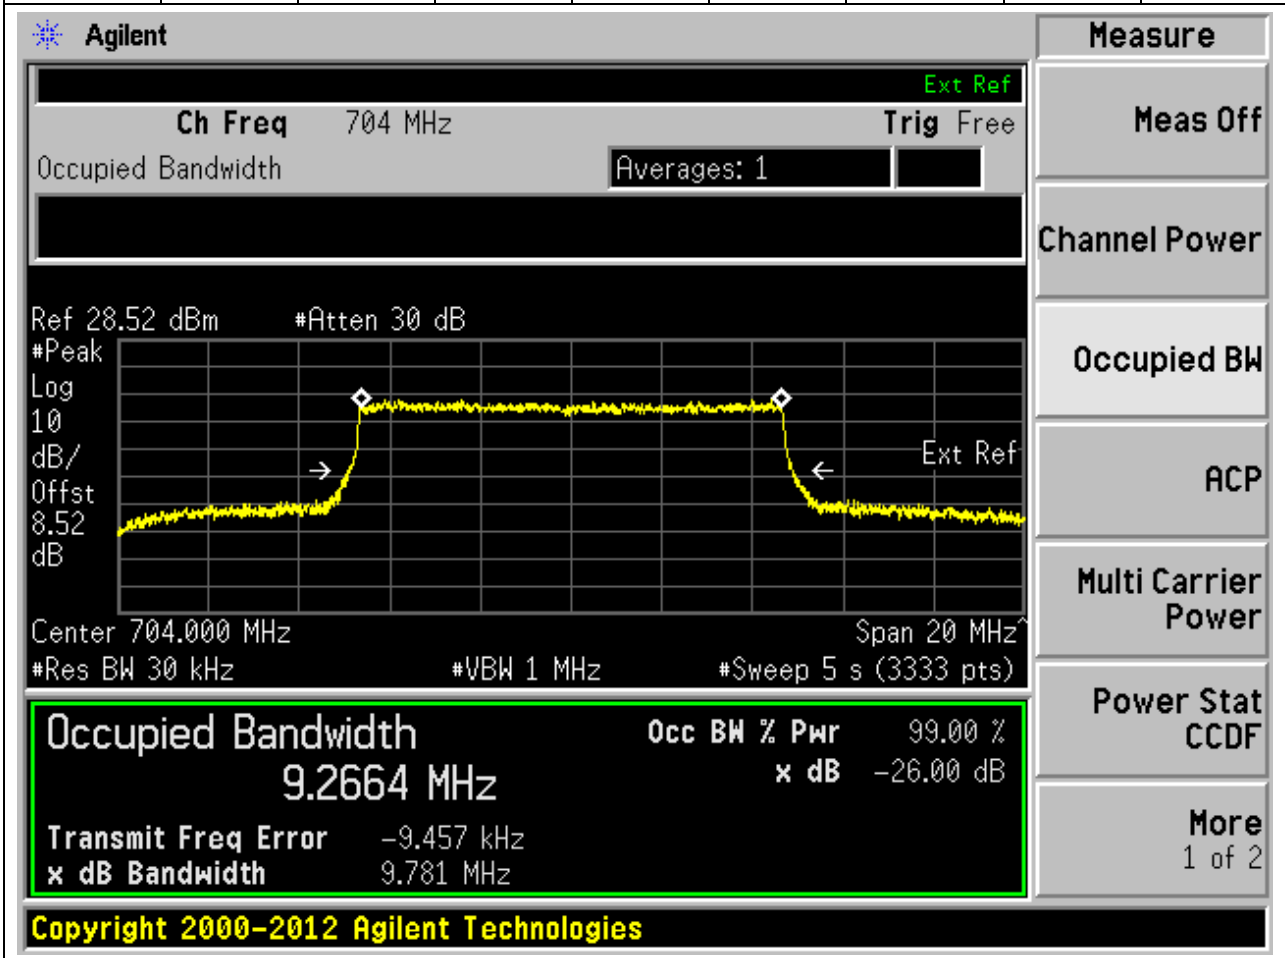 Agilent
Measure
Ext Ref
Ch Freq 704 MHz Trig Free
Occupied Bandwidth Averages: 1
Meas Off
Channel Power
Occupied BW
ACP
Multi Carrier
Power
Power Stat
CCDF
More
1 of 2
Ref 28.52 dBm #Atten 30 dB
#Peak
Log
10
dB/
Offst
8.52
dB
Ext Ref
Center 704.000 MHz Span 20 MHz^
#Res BW 30 kHz #VBW 1 MHz #Sweep 5 s (3333 pts)
Occupied Bandwidth Occ BW % Pwr 99.00 %
9.2664 MHz x dB -26.00 dB
Transmit Freq Error -9.457 kHz
x dB Bandwidth 9.781 MHz
Copyright 2000-2012 Agilent Technologies